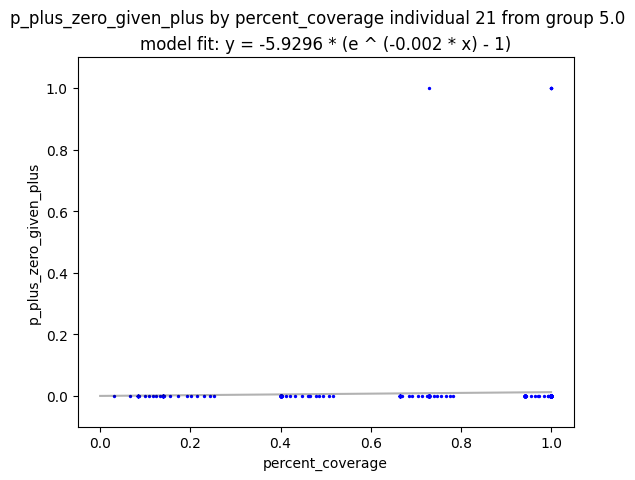 p_plus_zero_given_plus by percent_coverage individual 21 from group 5.0
model fit: y = -5.9296 * (e ^ (-0.002 * x) - 1)
1.0
0.8
0.6
0.4
0.2
0.0
p_plus_zero_given_plus
0.0 0.2 0.4 0.6 0.8 1.0
percent_coverage